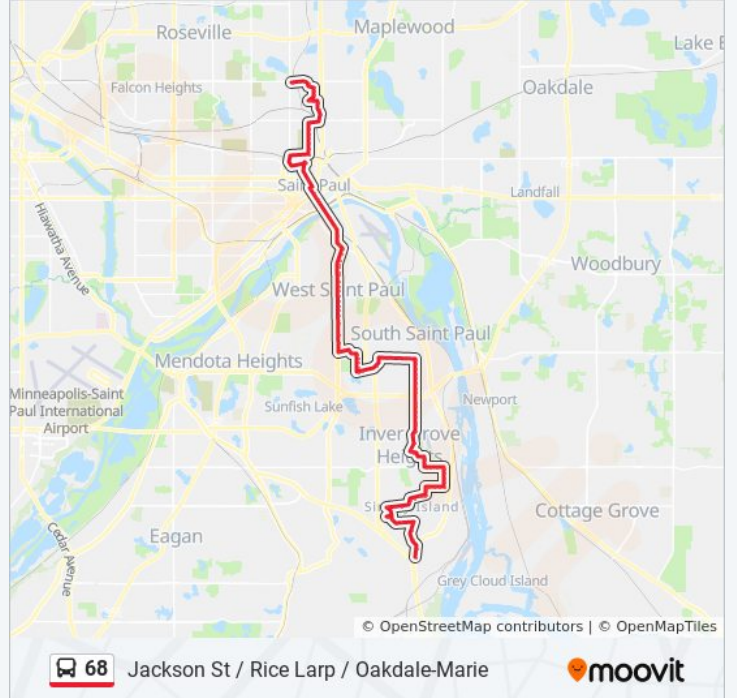 Roseville
Maplewood
Lake E
Falcon Heights
Oakdale
Saint Paul
Landfall
Hiawatha Avenue
Woodbury
West Saint Paul
South Saint Paul
Mendota Heights
Minneapolis-Saint
Paul International
Airport
Sunfish Lake
Newport
Inver Grove
Heights
Island
Cottage Grove
Eagan
Cedar Avenue
Grey Cloud Island
© OpenStreetMap contributors | © OpenMapTiles
68 Jackson St / Rice Larp / Oakdale-Marie
moovit